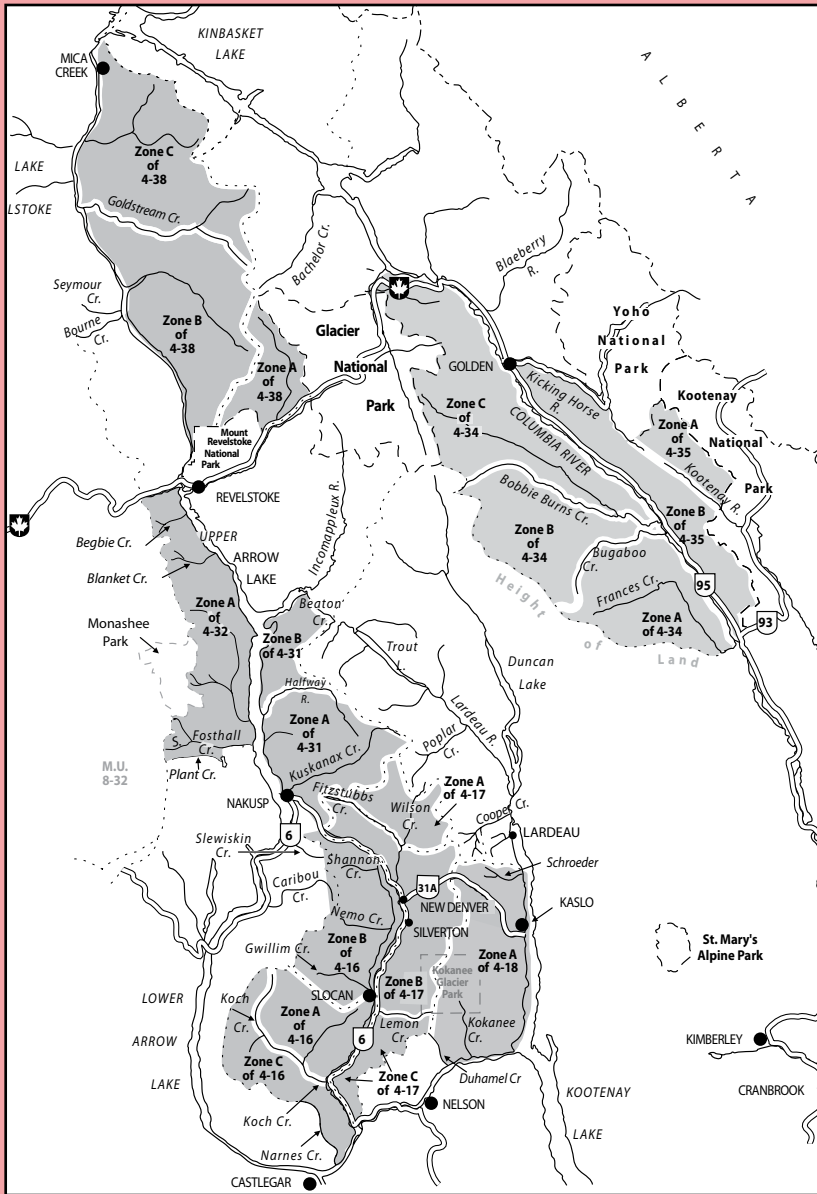 KINBASKET
LAKE
MICA
CREEK
ALBERTA
Zone C
of
4-38
LAKE
LSTOKE
Goldstream Cr.
Bachelor Cr.
Blaeberry
R.
Seymour
Cr.
Bourne
Cr.
Zone B
of
4-38
Zone A
of
4-38
Glacier
National
Park
Yoho
National
Park
GOLDEN
Kicking Horse
R.
Kootenay
National
Park
Zone C
of
4-34
COLUMBIA RIVER
Zone A
of
4-35
Kootenay R.
Mount
Revelstoke
National
Park
REVELSTOKE
Bobbie Burns Cr.
Zone B
of
4-34
Zone B
of
4-35
Incomappleux R.
Begbie Cr.
UPPER
ARROW
LAKE
Bugaboo
Cr.
Blanket Cr.
Frances Cr.
95
Height
of
Land
Zone A
of 4-32
Beaton
Cr.
Zone A
of 4-34
93
Monashee
Park
Zone B
of 4-31
Trout
L.
Duncan
Lake
Halfway
R.
Lardeau R.
Zone A
of
4-31
Poplar
Cr.
S. Fosthall
Cr.
Kuskanax Cr.
M.U.
8-32
Plant Cr.
Zone A
of 4-17
NAKUSP
Fitzstubbs
Cr.
Wilson
Cr.
Cooper Cr.
6
LARDEAU
Slewiskin
Cr.
Shannon
Cr.
Schroeder
31A
Caribou
Cr.
NEW DENVER
KASLO
Nemo Cr.
SILVERTON
St. Mary's
Alpine Park
Gwillim Cr.
Zone B
of
4-16
Zone A
of 4-18
Kokanee
Glacier
Park
SLOCAN
Zone B
of 4-17
LOWER
ARROW
LAKE
Koch
Cr.
Zone A
of
4-16
Lemon
Cr.
Kokanee
Cr.
6
KIMBERLEY
Zone C
of 4-16
Zone C
of 4-17
Duhamel Cr
CRANBROOK
Koch Cr.
NELSON
KOOTENAY
LAKE
Narnes Cr.
CASTLEGAR